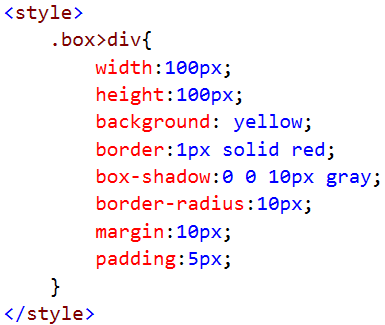 <style>
    .box>div{
        width:100px;
        height:100px;
        background: yellow;
        border:1px solid red;
        box-shadow:0 0 10px gray;
        border-radius:10px;
        margin:10px;
        padding:5px;
    }
</style>